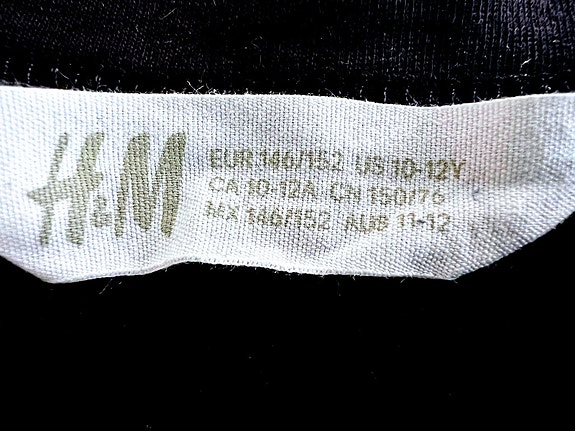 H&M
EUR 146/152 US 10-12Y
CA 10-12A CN 150/76
MX 146/152 AUS 11-12